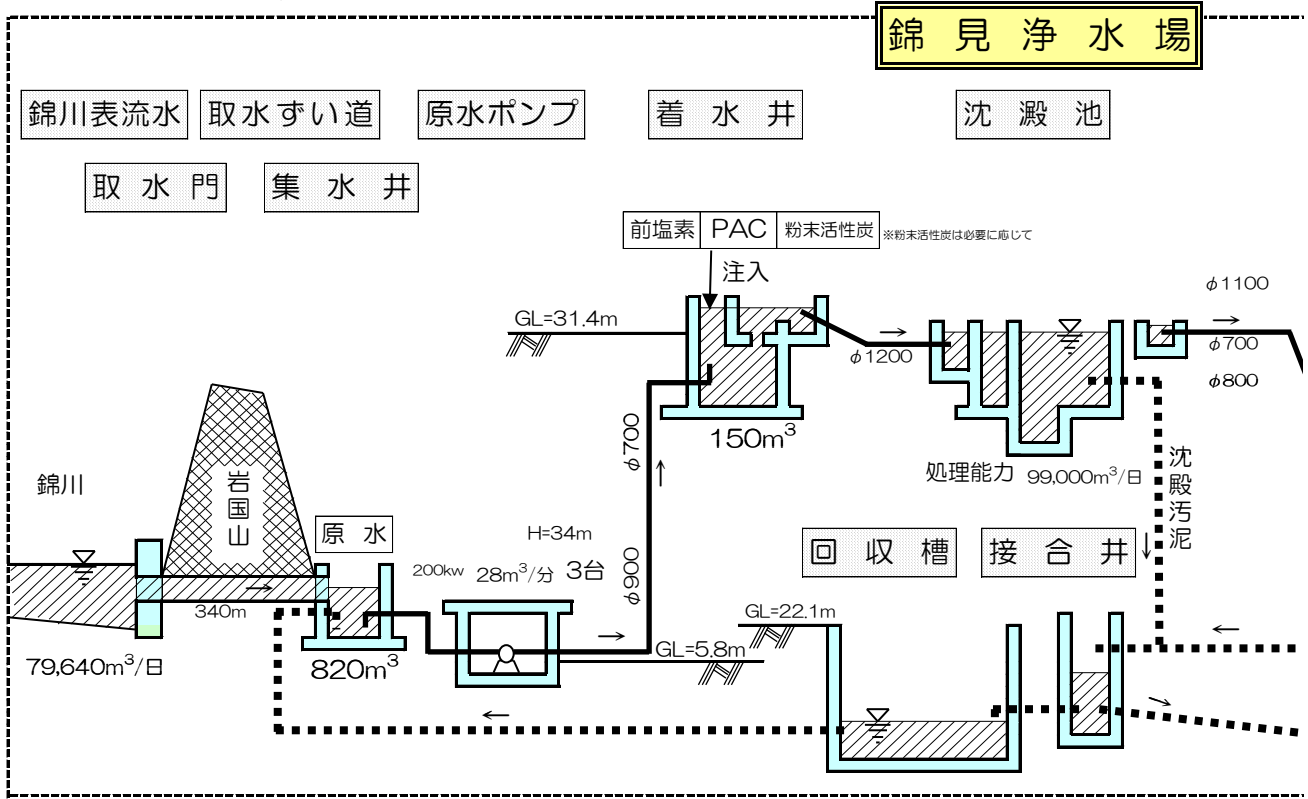 錦見浄水場
錦川表流水
取水ずい道
原水ポンプ
着水井
沈澱池
取水門
集水井
前塩素 PAC 粉末活性炭 ※粉末活性炭は必要に応じて
注入
φ1100
GL=31.4m
φ1200
φ700
φ800
150m³
φ700
処理能力 99,000m³/日
沈殿汚泥
錦川
岩国山
原水
H=34m
200kw 28m³/分 3台
φ900
回収槽
接合井
340m
GL=22.1m
GL=5.8m
79,640m³/日
820m³